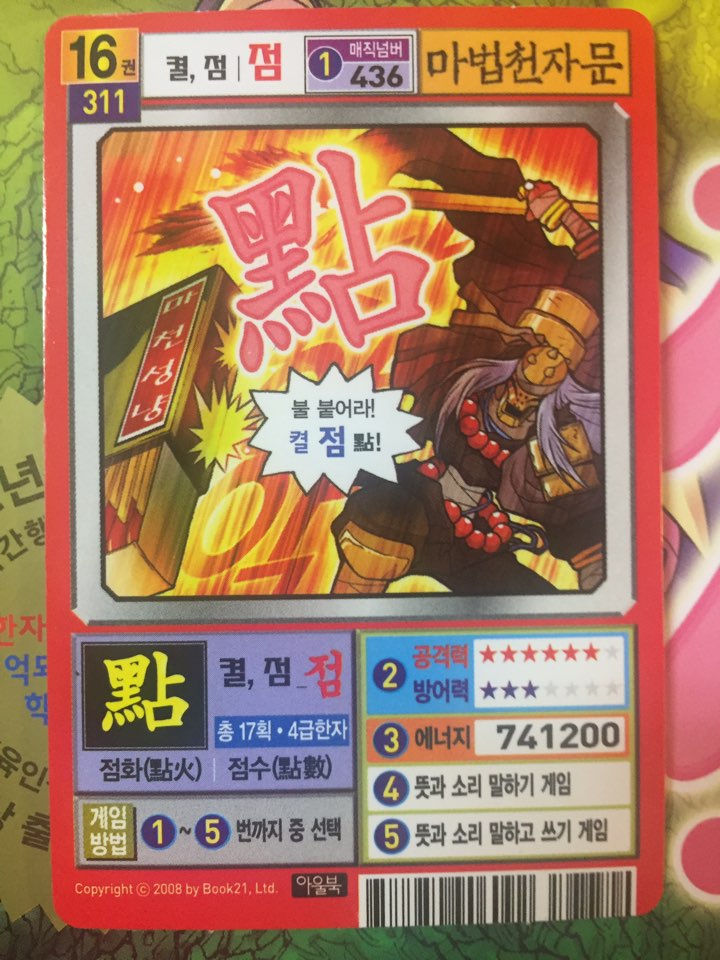 16권
311
켤, 점 | 점
1 매직넘버
436
마법천자문
點
마천성냥
불 붙어라!
켤 점 點!
點
켤, 점_점
총 17획·4급한자
점화(點火) | 점수(點數)
게임
방법
1 ~ 5 번까지 중 선택
2 공격력 ★★★★★★★
방어력 ★★★★★★★
3 에너지 741200
4 뜻과 소리 말하기 게임
5 뜻과 소리 말하고 쓰기 게임
Copyright ⓒ 2008 by Book21, Ltd.
아울북